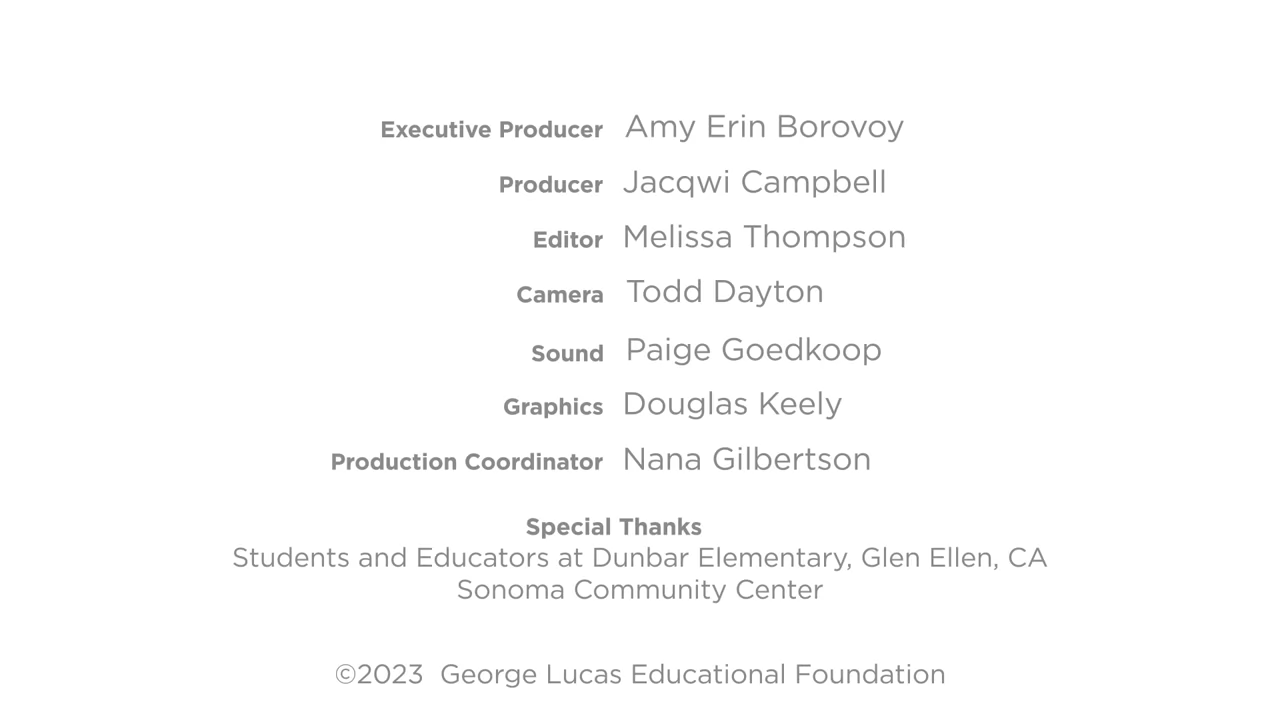 Executive Producer Amy Erin Borovoy
Producer Jacqwi Campbell
Editor Melissa Thompson
Camera Todd Dayton
Sound Paige Goedkoop
Graphics Douglas Keely
Production Coordinator Nana Gilbertson
Special Thanks
Students and Educators at Dunbar Elementary, Glen Ellen, CA
Sonoma Community Center
©2023 George Lucas Educational Foundation